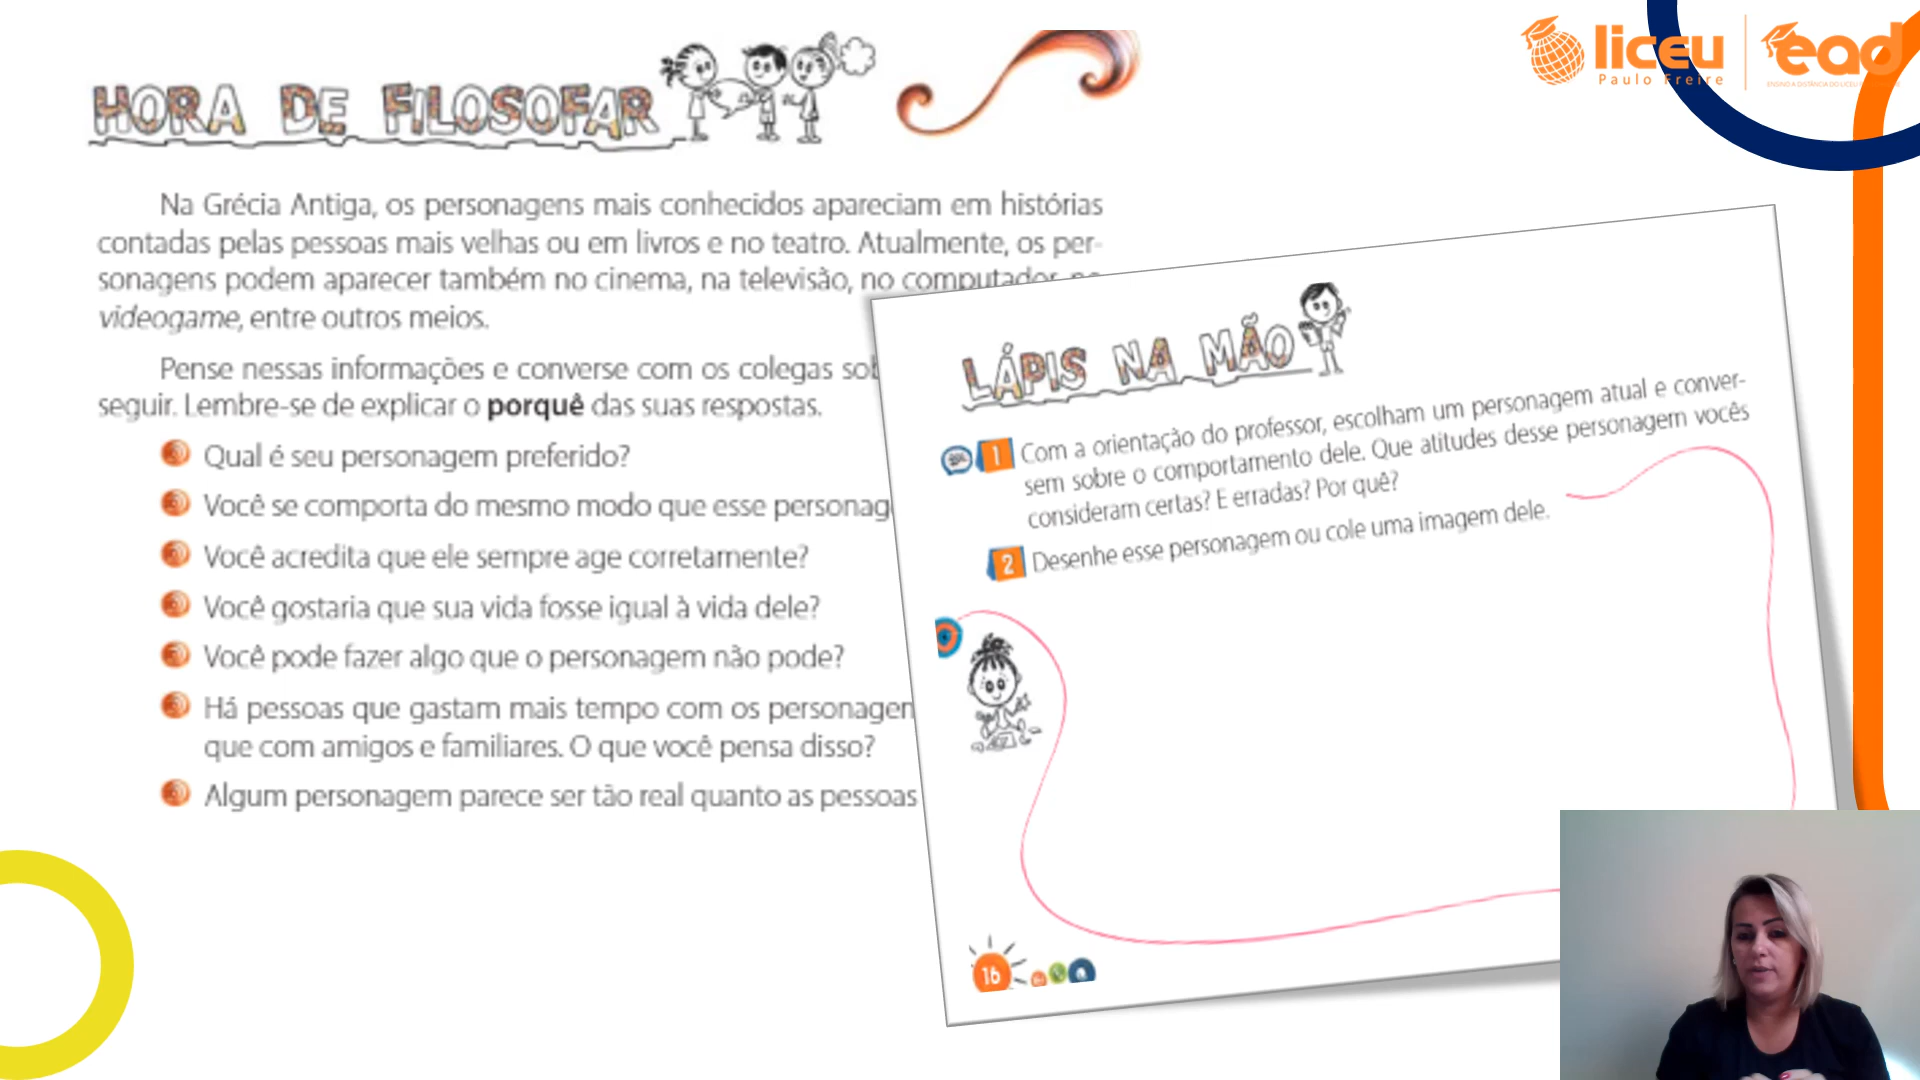 HORA DE FILOSOFAR
Na Grécia Antiga, os personagens mais conhecidos apareciam em histórias
contadas pelas pessoas mais velhas ou em livros e no teatro. Atualmente, os per-
sonagens podem aparecer também no cinema, na televisão, no computador, no
videogame, entre outros meios.
Pense nessas informações e converse com os colegas
seguir. Lembre-se de explicar o porquê das suas respostas.
Qual é seu personagem preferido?
Você se comporta do mesmo modo que esse personag
Você acredita que ele sempre age corretamente?
Você gostaria que sua vida fosse igual à vida dele?
Você pode fazer algo que o personagem não pode?
Há pessoas que gastam mais tempo com os personagen
que com amigos e familiares. O que você pensa disso?
Algum personagem parece ser tão real quanto as pessoas
LÁPIS NA MÃO
1 Com a orientação do professor, escolham um personagem atual e conver-
sem sobre o comportamento dele. Que atitudes desse personagem vocês
consideram certas? E erradas? Por quê?
2 Desenhe esse personagem ou cole uma imagem dele.
16
liceu
Paulo Freire
ead